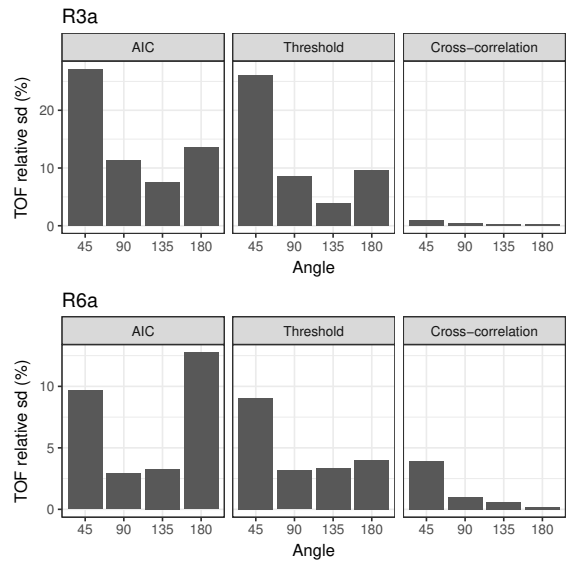 R3a
AIC Threshold Cross−correlation
TOF relative sd (%)
20
10
0
45 90 135 180 45 90 135 180 45 90 135 180
Angle
R6a
AIC Threshold Cross−correlation
TOF relative sd (%)
10
5
0
45 90 135 180 45 90 135 180 45 90 135 180
Angle